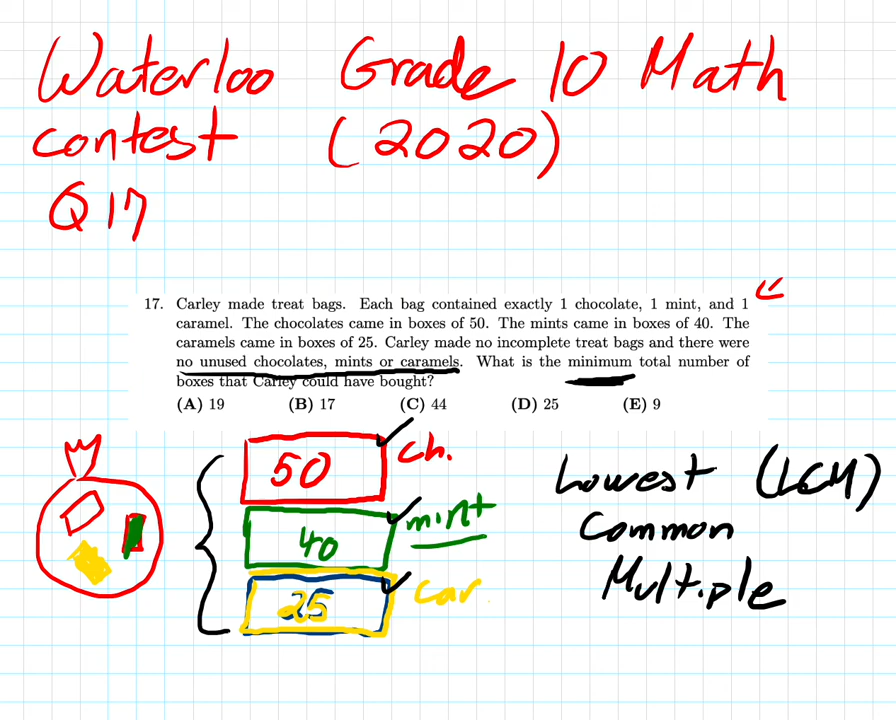 Waterloo Grade 10 Math
contest (2020)
Q 17
17. Carley made treat bags. Each bag contained exactly 1 chocolate, 1 mint, and 1
caramel. The chocolates came in boxes of 50. The mints came in boxes of 40. The
caramels came in boxes of 25. Carley made no incomplete treat bags and there were
no unused chocolates, mints or caramels. What is the minimum total number of
boxes that Carley could have bought?
(A) 19 (B) 17 (C) 44 (D) 25 (E) 9
50 ch.
40 mint
25 car.
Lowest (LCM)
Common
Multiple